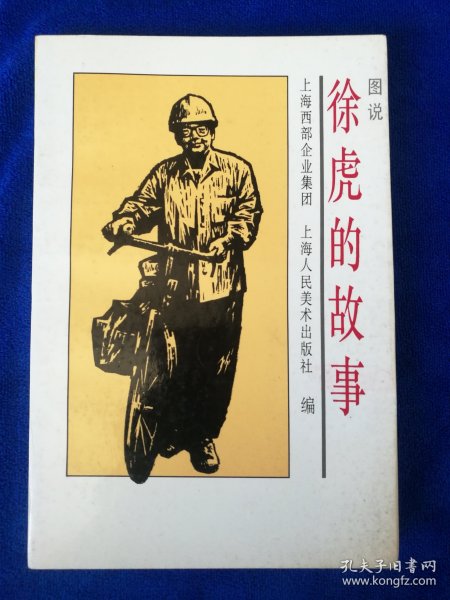 图说
徐虎的故事
上海西部企业集团 上海人民美术出版社 编
孔夫子旧书网
www.kongfz.com